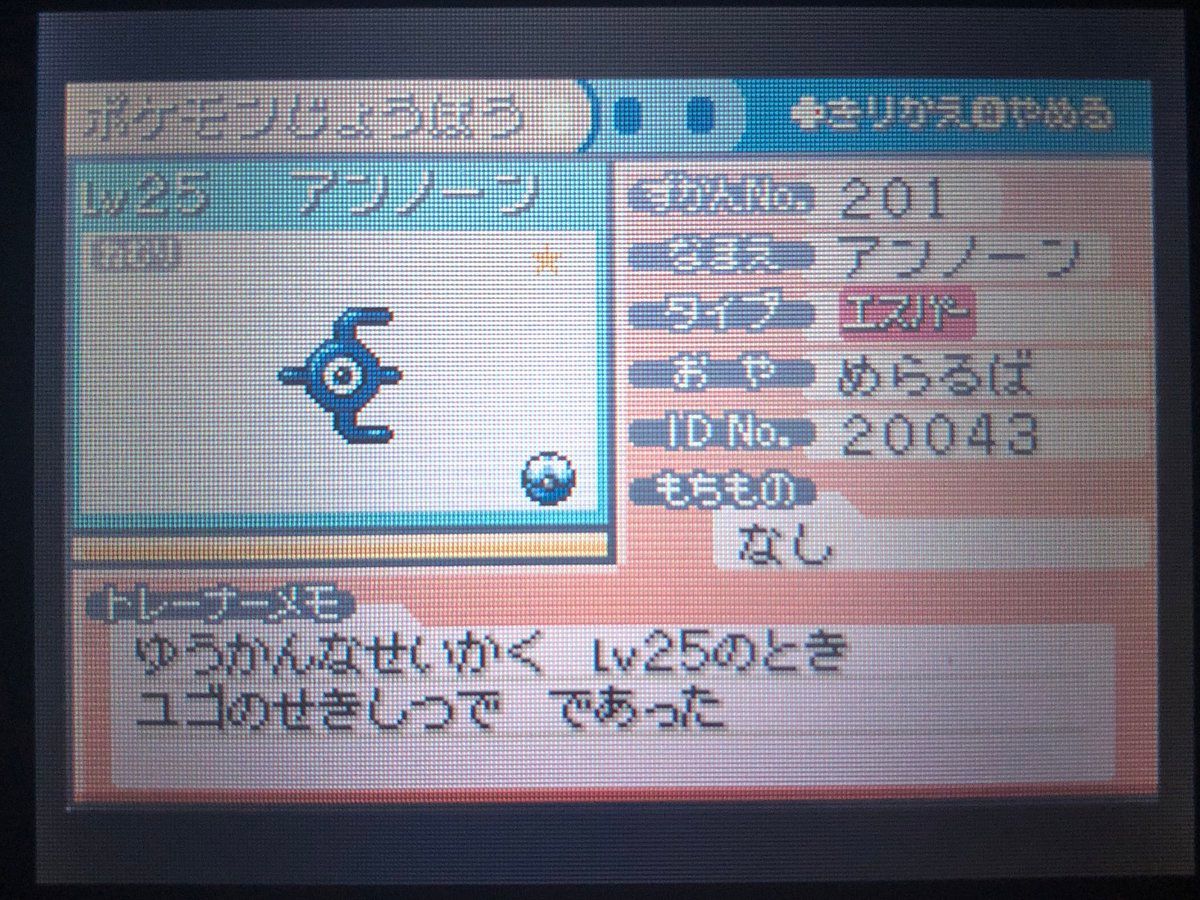 ポケモンじょうほう
✚きりかえ Ⓐやめる
Lv25 アンノーン
ずかんNo. 201
なまえ アンノーン
タイプ エスパー
おや めらるば
IDNo. 20043
もちもの
なし
トレーナーメモ
ゆうかんなせいかく Lv25のとき
ユゴのせきしつで であった